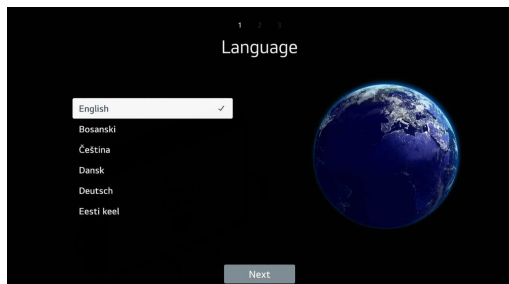 1 2 3
Language
English
Bosanski
Čeština
Dansk
Deutsch
Eesti keel
Next